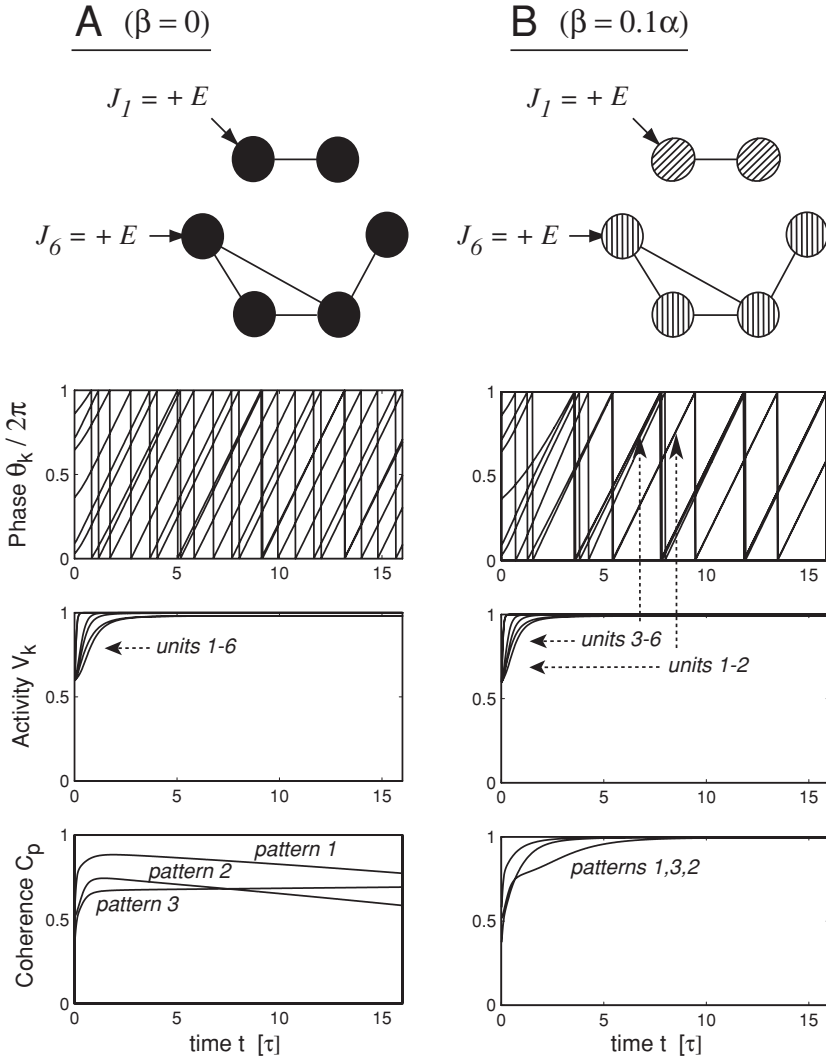 A (β = 0)
B (β = 0.1α)
J1 = + E
J1 = + E
J6 = + E
J6 = + E
Phase θk / 2π
1
0.5
0
0 5 10 15
1
0.5
0
0 5 10 15
Activity Vk
1
0.5
0
units 1-6
0 5 10 15
1
0.5
0
units 3-6
units 1-2
0 5 10 15
Coherence Cp
1
0.5
0
pattern 1
pattern 2
pattern 3
0 5 10 15
time t [τ]
1
0.5
0
patterns 1,3,2
0 5 10 15
time t [τ]